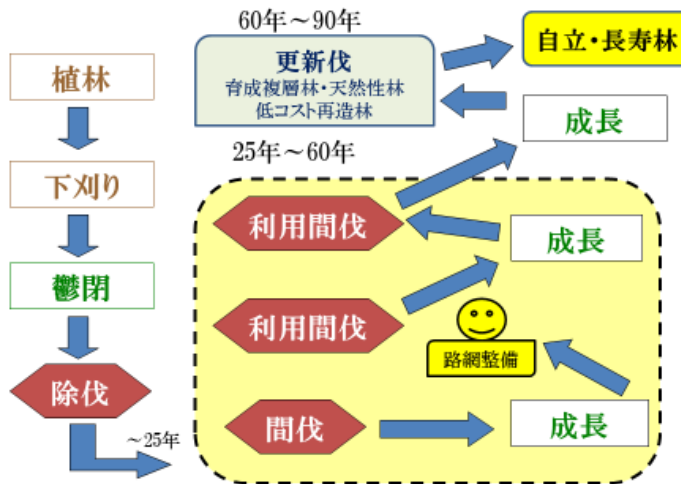 植林
下刈り
鬱閉
除伐
~25年
60年~90年
更新伐
育成複層林・天然性林
低コスト再造林
自立・長寿林
成長
25年~60年
利用間伐
成長
利用間伐
路網整備
間伐
成長